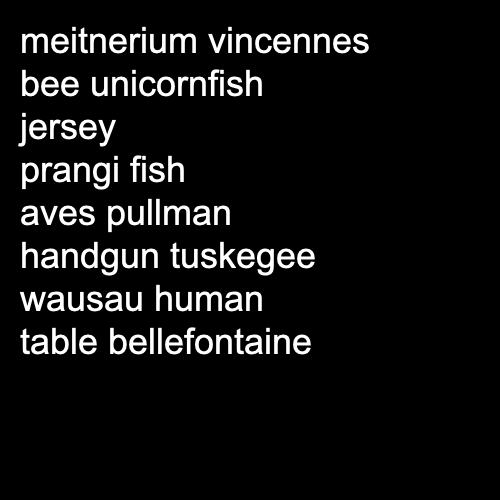 meitnerium vincennes
bee unicornfish
jersey
prangi fish
aves pullman
handgun tuskegee
wausau human
table bellefontaine